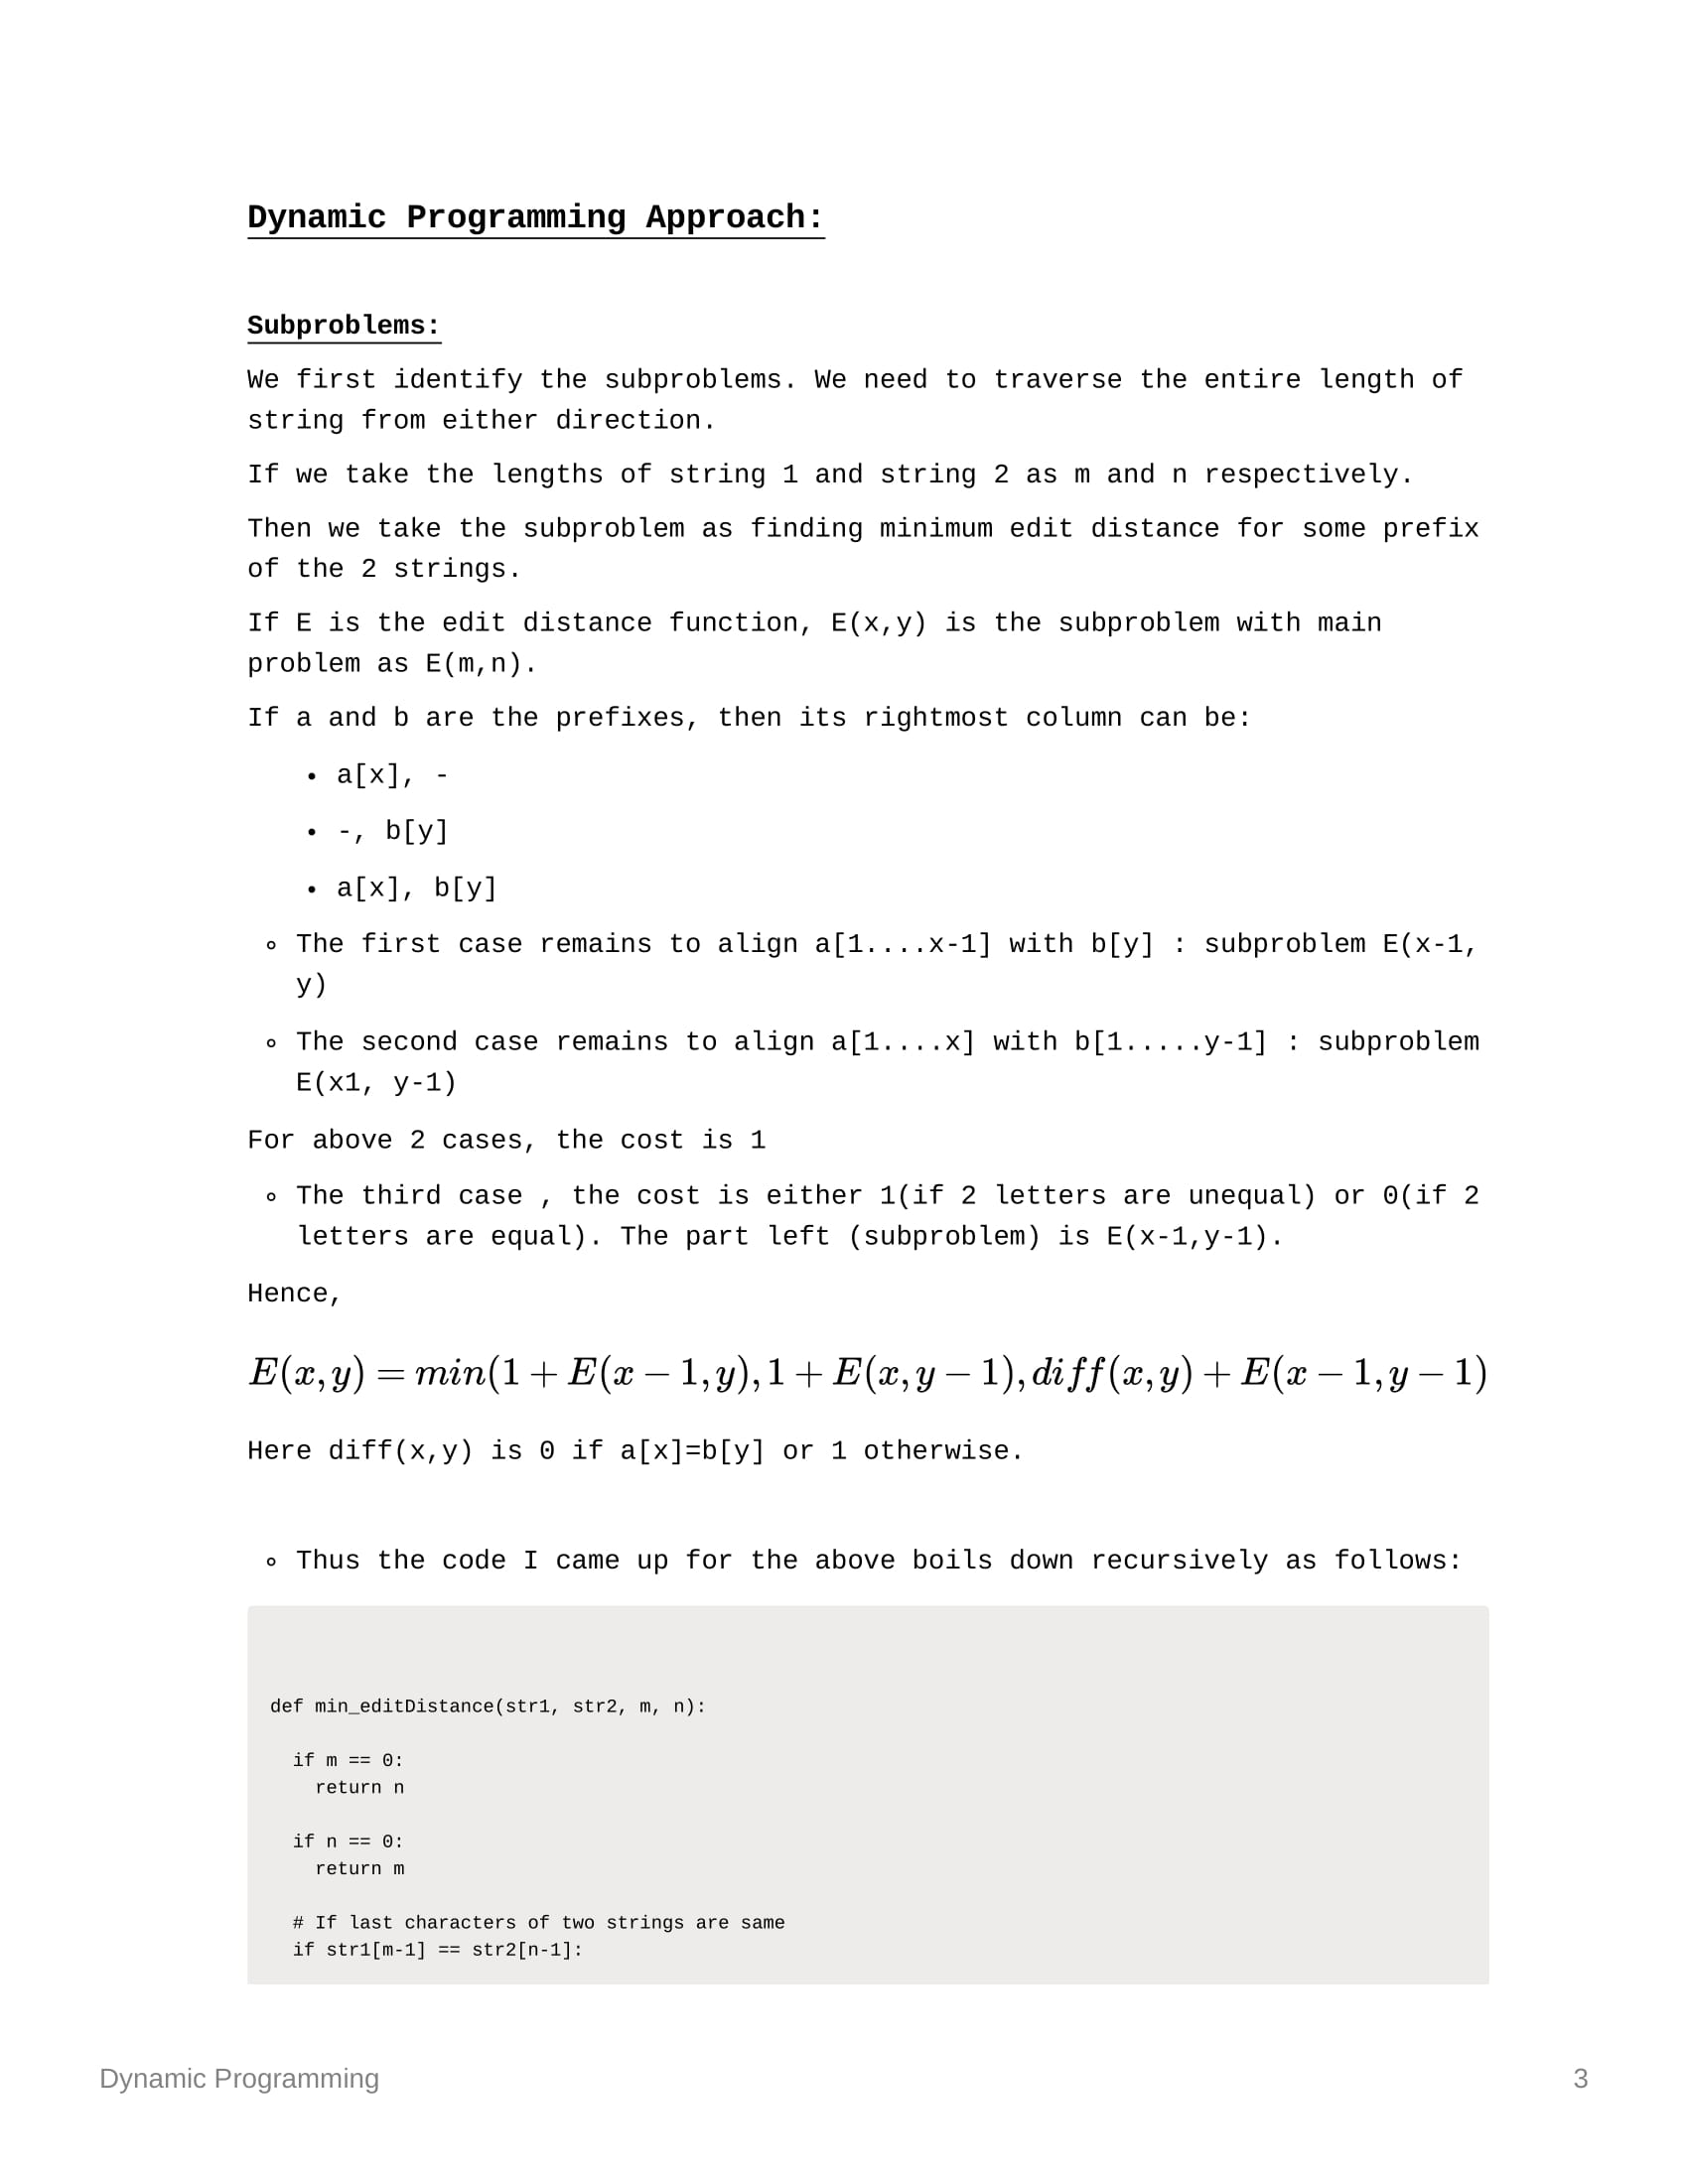 Dynamic Programming Approach:
Subproblems:
We first identify the subproblems. We need to traverse the entire length of
string from either direction.
If we take the lengths of string 1 and string 2 as m and n respectively.
Then we take the subproblem as finding minimum edit distance for some prefix
of the 2 strings.
If E is the edit distance function, E(x,y) is the subproblem with main
problem as E(m,n).
If a and b are the prefixes, then its rightmost column can be:
• a[x], -
• -, b[y]
• a[x], b[y]
◦ The first case remains to align a[1....x-1] with b[y] : subproblem E(x-1,
y)
◦ The second case remains to align a[1....x] with b[1.....y-1] : subproblem
E(x1, y-1)
For above 2 cases, the cost is 1
◦ The third case , the cost is either 1(if 2 letters are unequal) or 0(if 2
letters are equal). The part left (subproblem) is E(x-1,y-1).
Hence,
E(x, y) = min(1 + E(x − 1, y), 1 + E(x, y − 1), diff(x, y) + E(x − 1, y − 1)
Here diff(x,y) is 0 if a[x]=b[y] or 1 otherwise.
◦ Thus the code I came up for the above boils down recursively as follows:
def min_editDistance(str1, str2, m, n):
  if m == 0:
    return n
  if n == 0:
    return m
  # If last characters of two strings are same
  if str1[m-1] == str2[n-1]:
Dynamic Programming 3